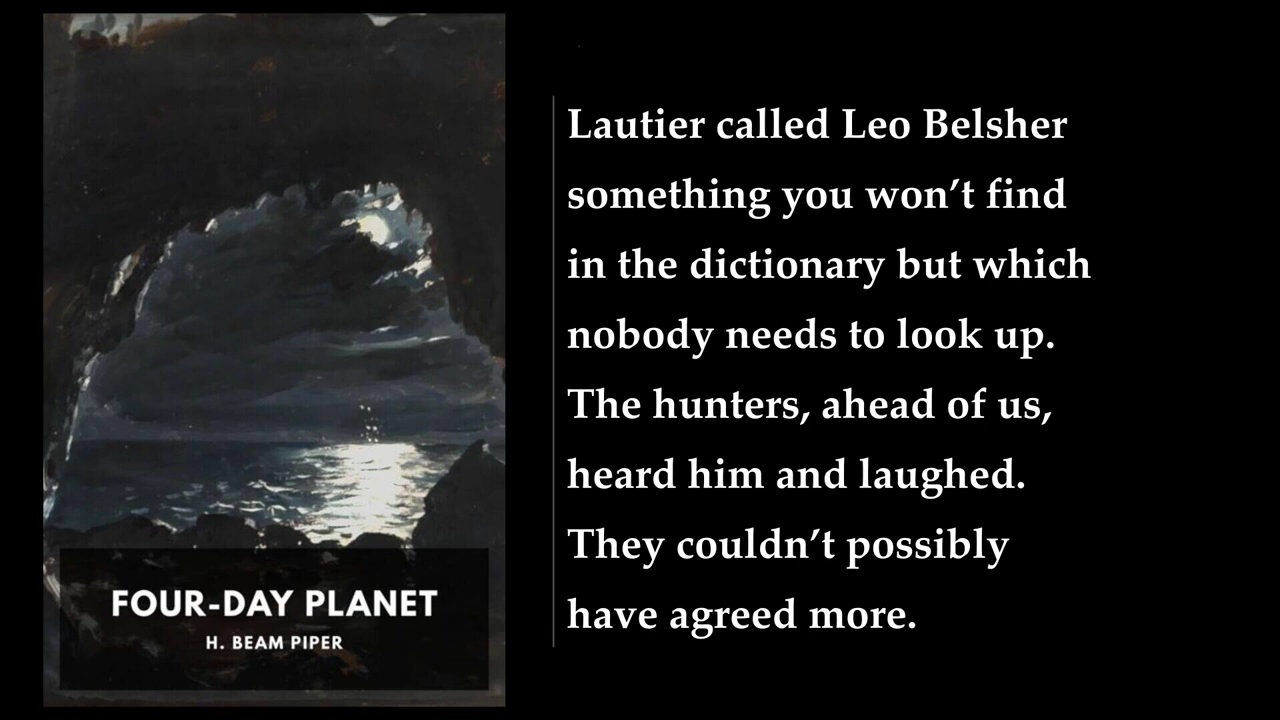 FOUR-DAY PLANET
H. BEAM PIPER
Lautier called Leo Belsher
something you won’t find
in the dictionary but which
nobody needs to look up.
The hunters, ahead of us,
heard him and laughed.
They couldn’t possibly
have agreed more.